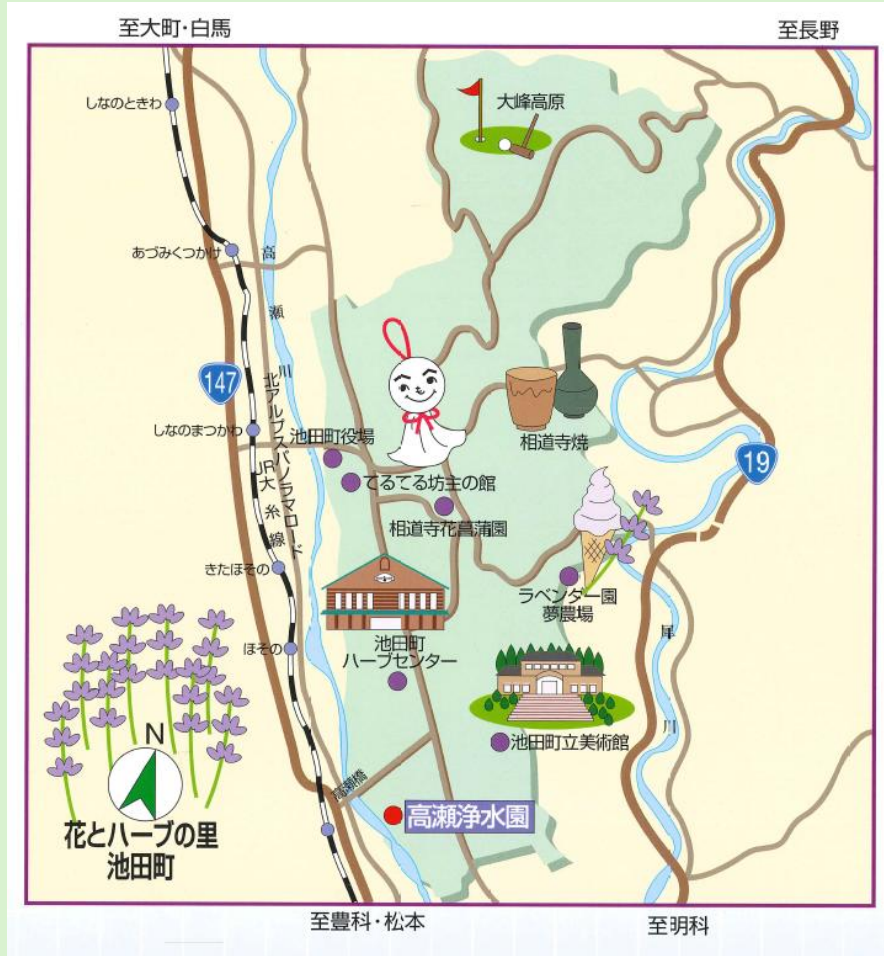 至大町・白馬
至長野
しなのときわ
大峰高原
あづみくつかけ
高瀬川
147
北アルプスパノラマロード
しなのまつかわ
池田町役場
JR大糸線
てるてる坊主の館
相道寺焼
19
相道寺花菖蒲園
きたほその
ラベンダー園
夢農場
ほその
池田町
ハーブセンター
犀川
池田町立美術館
N
高瀬橋
高瀬浄水園
花とハーブの里
池田町
至豊科・松本
至明科